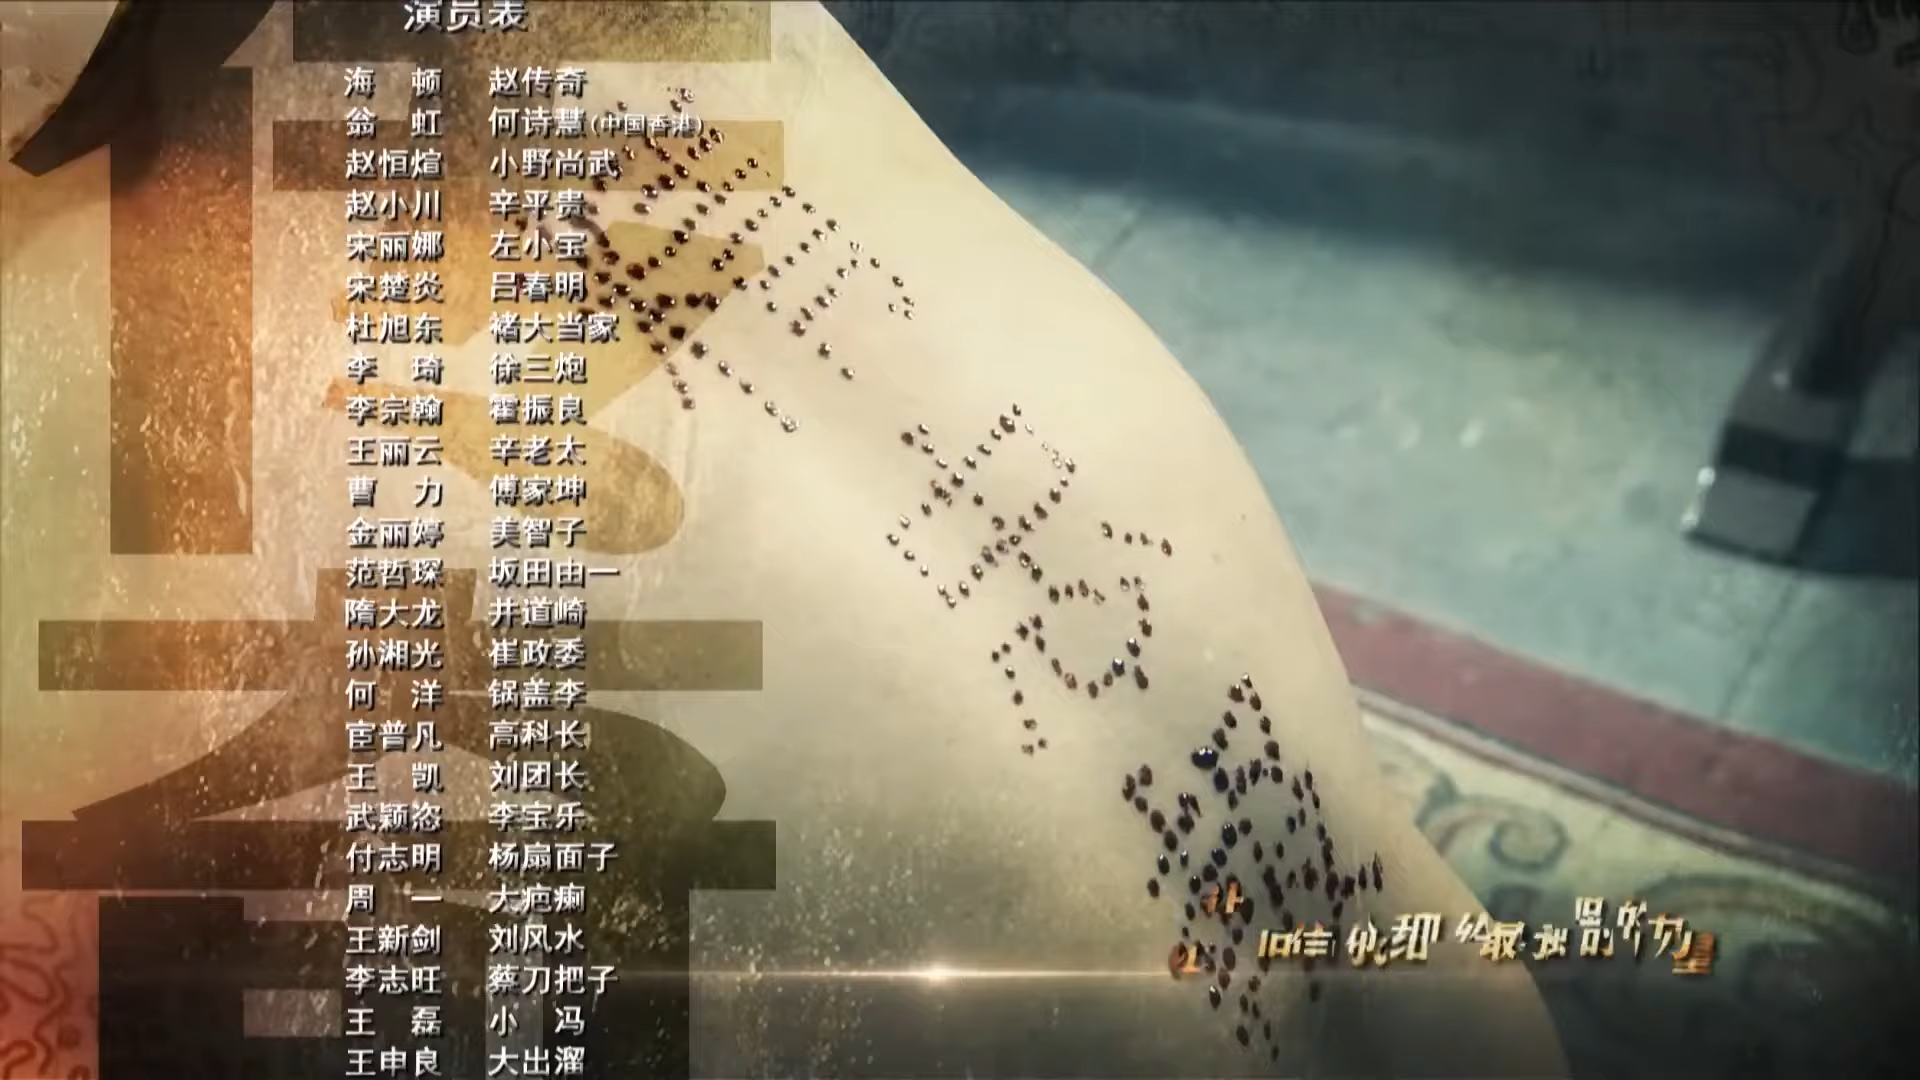 演员表
海 顿 赵传奇
翁 虹 何诗慧(中国香港)
赵恒煊 小野尚武
赵小川 辛平贵
宋丽娜 左小宝
宋楚炎 吕春明
杜旭东 褚大当家
李 琦 徐三炮
李宗翰 霍振良
王丽云 辛老太
曹 力 傅家坤
金丽婷 美智子
范哲琛 坂田由一
隋大龙 井道崎
孙湘光 崔政委
何 洋 锅盖李
宦普凡 高科长
王 凯 刘团长
武颖恣 李宝乐
付志明 杨扇面子
周 一 大疤瘌
王新剑 刘风水
李志旺 蔡刀把子
王 磊 小 冯
王申良 大出溜